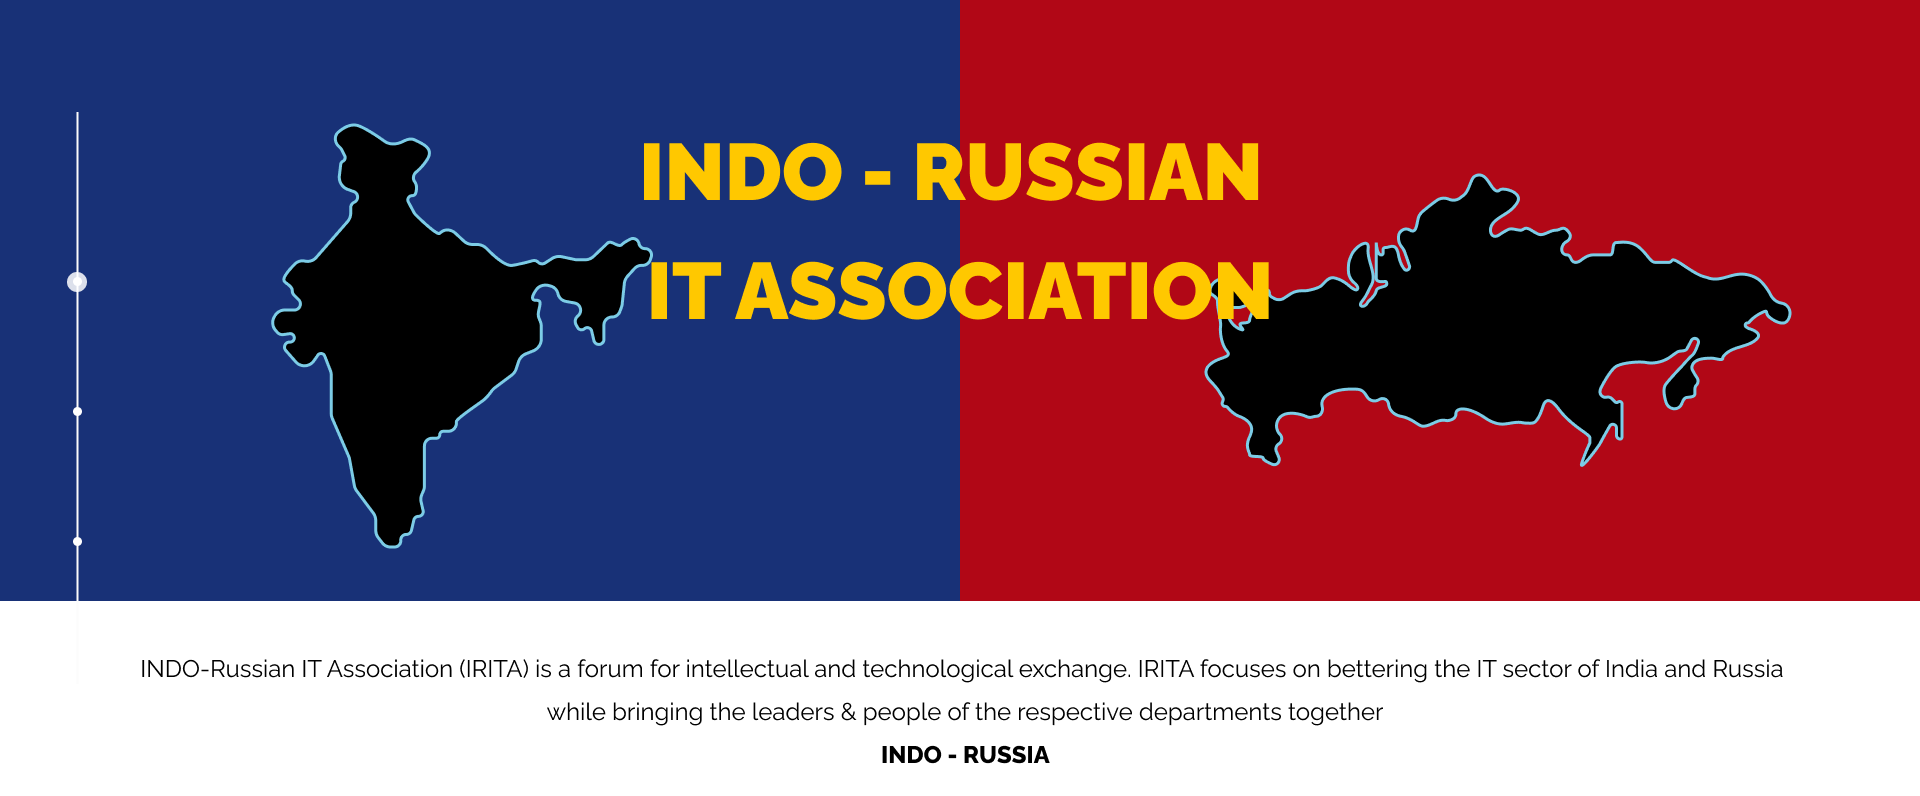 INDO - RUSSIAN
IT ASSOCIATION
INDO-Russian IT Association (IRITA) is a forum for intellectual and technological exchange. IRITA focuses on bettering the IT sector of India and Russia
while bringing the leaders & people of the respective departments together
INDO - RUSSIA